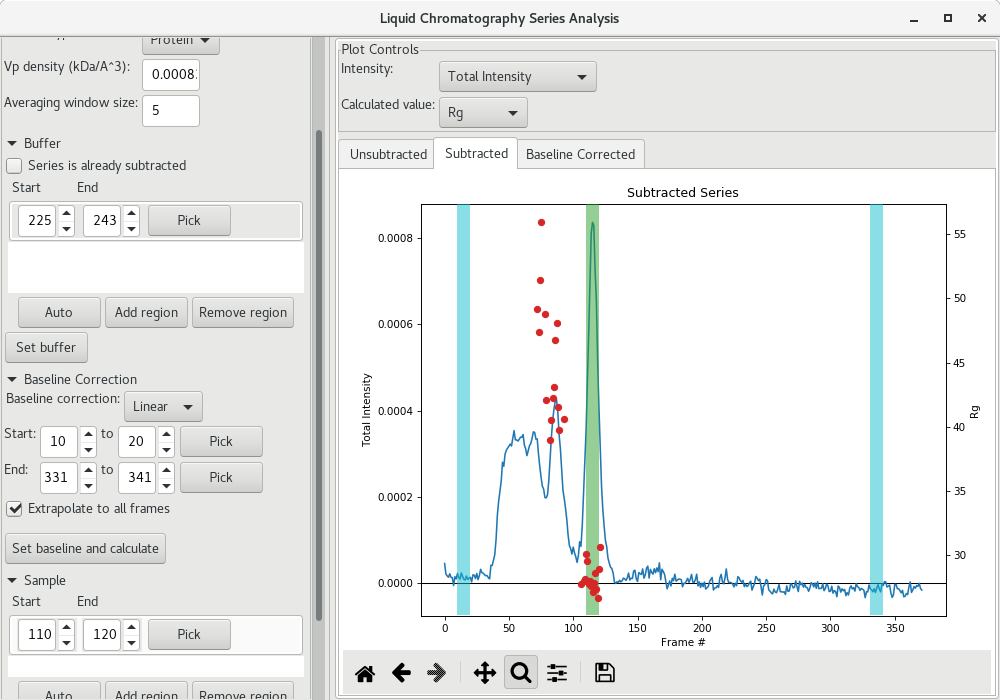 Liquid Chromatography Series Analysis
Protein
Vp density (kDa/A^3): 0.0008
Averaging window size: 5
Buffer
Series is already subtracted
Start End
225 243 Pick
Auto Add region Remove region
Set buffer
Baseline Correction
Baseline correction: Linear
Start: 10 to 20 Pick
End: 331 to 341 Pick
Extrapolate to all frames
Set baseline and calculate
Sample
Start End
110 120 Pick
Auto Add region Remove region
Plot Controls
Intensity: Total Intensity
Calculated value: Rg
Unsubtracted Subtracted Baseline Corrected
Subtracted Series
Total Intensity
0.0008
0.0006
0.0004
0.0002
0.0000
55
50
45
40
35
30
Rg
0 50 100 150 200 250 300 350
Frame #